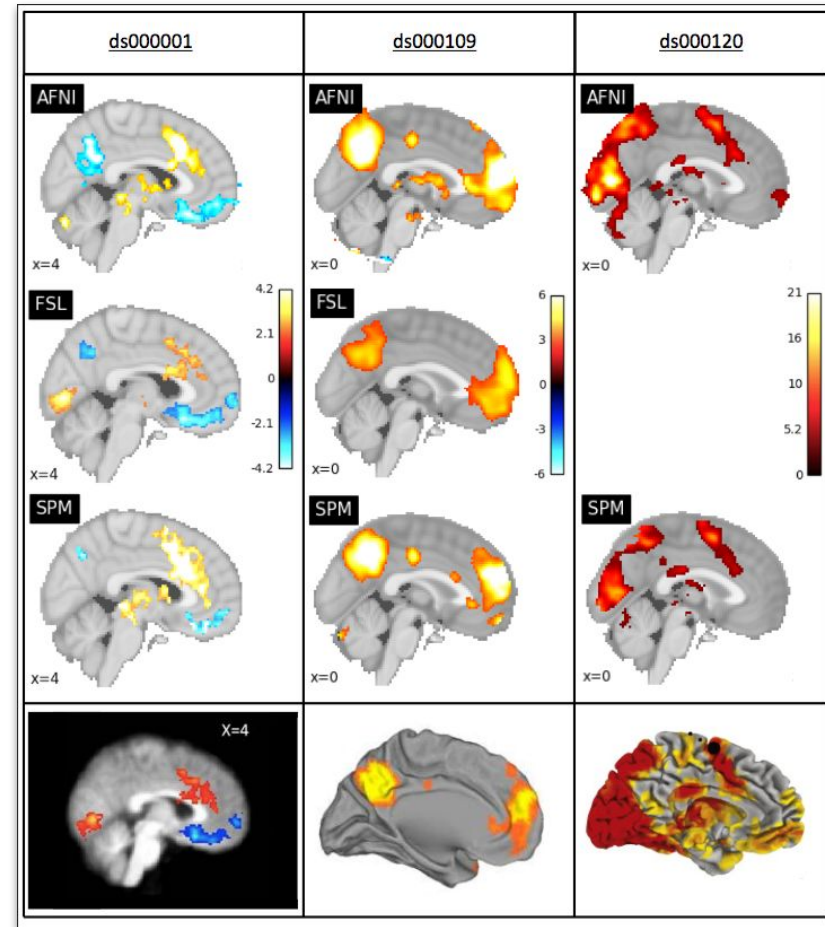 ds000001
ds000109
ds000120
AFNI
x=4
AFNI
x=0
AFNI
x=0
FSL
x=4
4.2
2.1
0
-2.1
-4.2
FSL
x=0
6
3
0
-3
-6
21
16
10
5.2
0
SPM
x=4
SPM
x=0
SPM
x=0
X=4